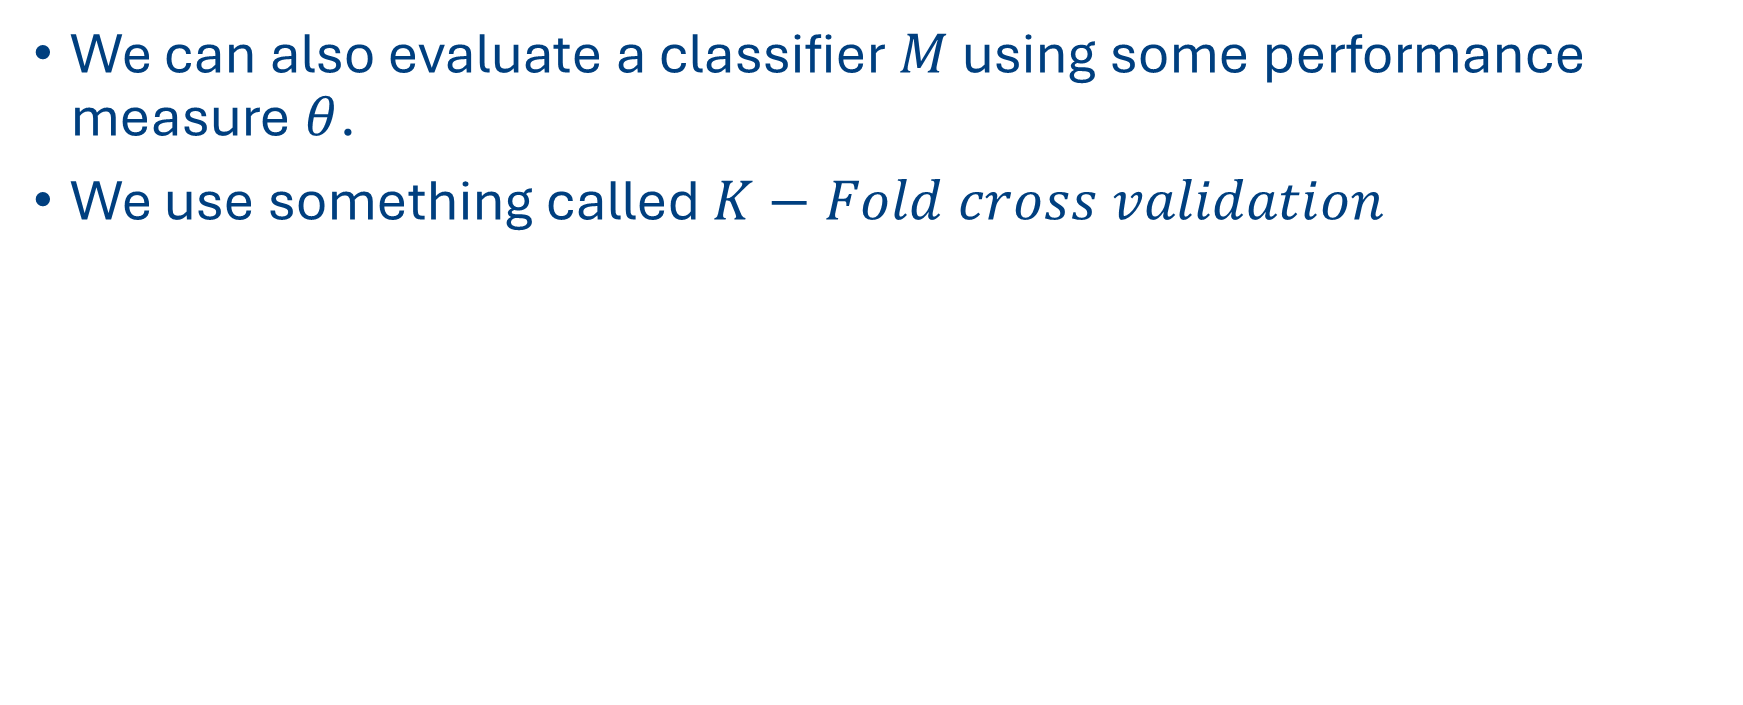 • We can also evaluate a classifier 𝑀 using some performance
measure 𝜃.
• We use something called 𝐾 − 𝐹𝑜𝑙𝑑 𝑐𝑟𝑜𝑠𝑠 𝑣𝑎𝑙𝑖𝑑𝑎𝑡𝑖𝑜𝑛